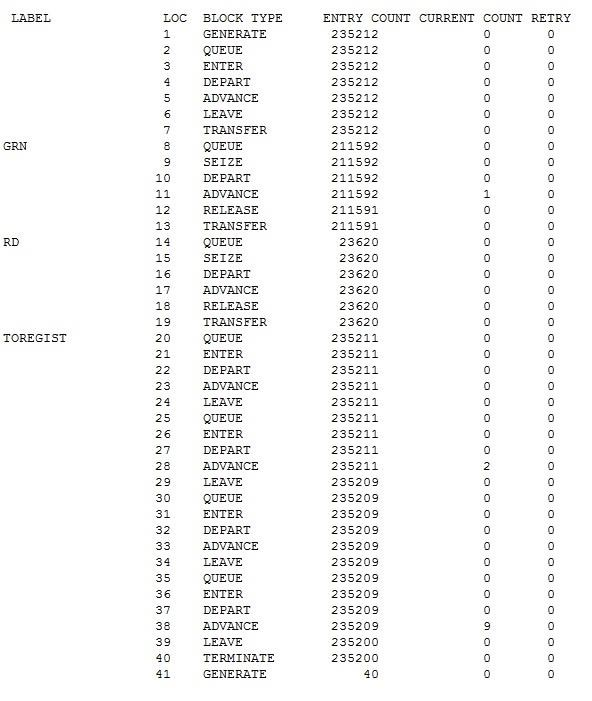 LABEL LOC BLOCK TYPE ENTRY COUNT CURRENT COUNT RETRY
1 GENERATE 235212 0 0
2 QUEUE 235212 0 0
3 ENTER 235212 0 0
4 DEPART 235212 0 0
5 ADVANCE 235212 0 0
6 LEAVE 235212 0 0
7 TRANSFER 235212 0 0
GRN 8 QUEUE 211592 0 0
9 SEIZE 211592 0 0
10 DEPART 211592 0 0
11 ADVANCE 211592 1 0
12 RELEASE 211591 0 0
13 TRANSFER 211591 0 0
RD 14 QUEUE 23620 0 0
15 SEIZE 23620 0 0
16 DEPART 23620 0 0
17 ADVANCE 23620 0 0
18 RELEASE 23620 0 0
19 TRANSFER 23620 0 0
TOREGIST 20 QUEUE 235211 0 0
21 ENTER 235211 0 0
22 DEPART 235211 0 0
23 ADVANCE 235211 0 0
24 LEAVE 235211 0 0
25 QUEUE 235211 0 0
26 ENTER 235211 0 0
27 DEPART 235211 0 0
28 ADVANCE 235211 2 0
29 LEAVE 235209 0 0
30 QUEUE 235209 0 0
31 ENTER 235209 0 0
32 DEPART 235209 0 0
33 ADVANCE 235209 0 0
34 LEAVE 235209 0 0
35 QUEUE 235209 0 0
36 ENTER 235209 0 0
37 DEPART 235209 0 0
38 ADVANCE 235209 9 0
39 LEAVE 235200 0 0
40 TERMINATE 235200 0 0
41 GENERATE 40 0 0